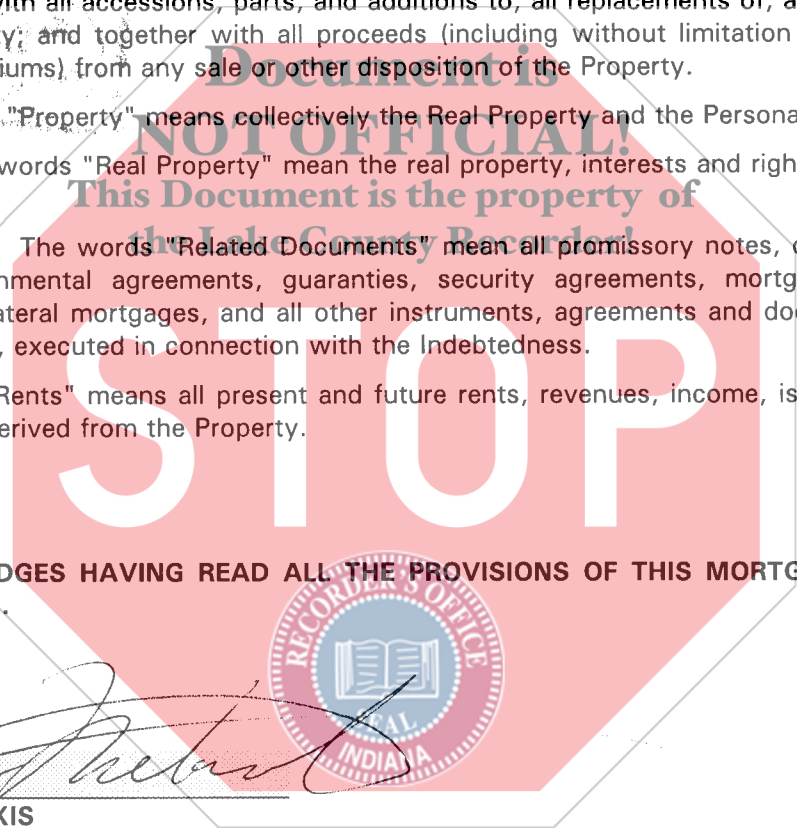 with all accessions, parts, and additions to, all replacements of, a
y; and together with all proceeds (including without limitation
iums) from any sale or other disposition of the Property.
Document is
"Property" means collectively the Real Property and the Persona
NOT OFFICIAL!
words "Real Property" mean the real property, interests and righ
This Document is the property of
the Lake County Recorder!
The words "Related Documents" mean all promissory notes, c
nmental agreements, guaranties, security agreements, mortg
ateral mortgages, and all other instruments, agreements and doc
, executed in connection with the Indebtedness.
Rents" means all present and future rents, revenues, income, is
erived from the Property.
STOP
DGES HAVING READ ALL THE PROVISIONS OF THIS MORTG
.
RECORDER'S OFFICE
SEAL
INDIANA
KIS